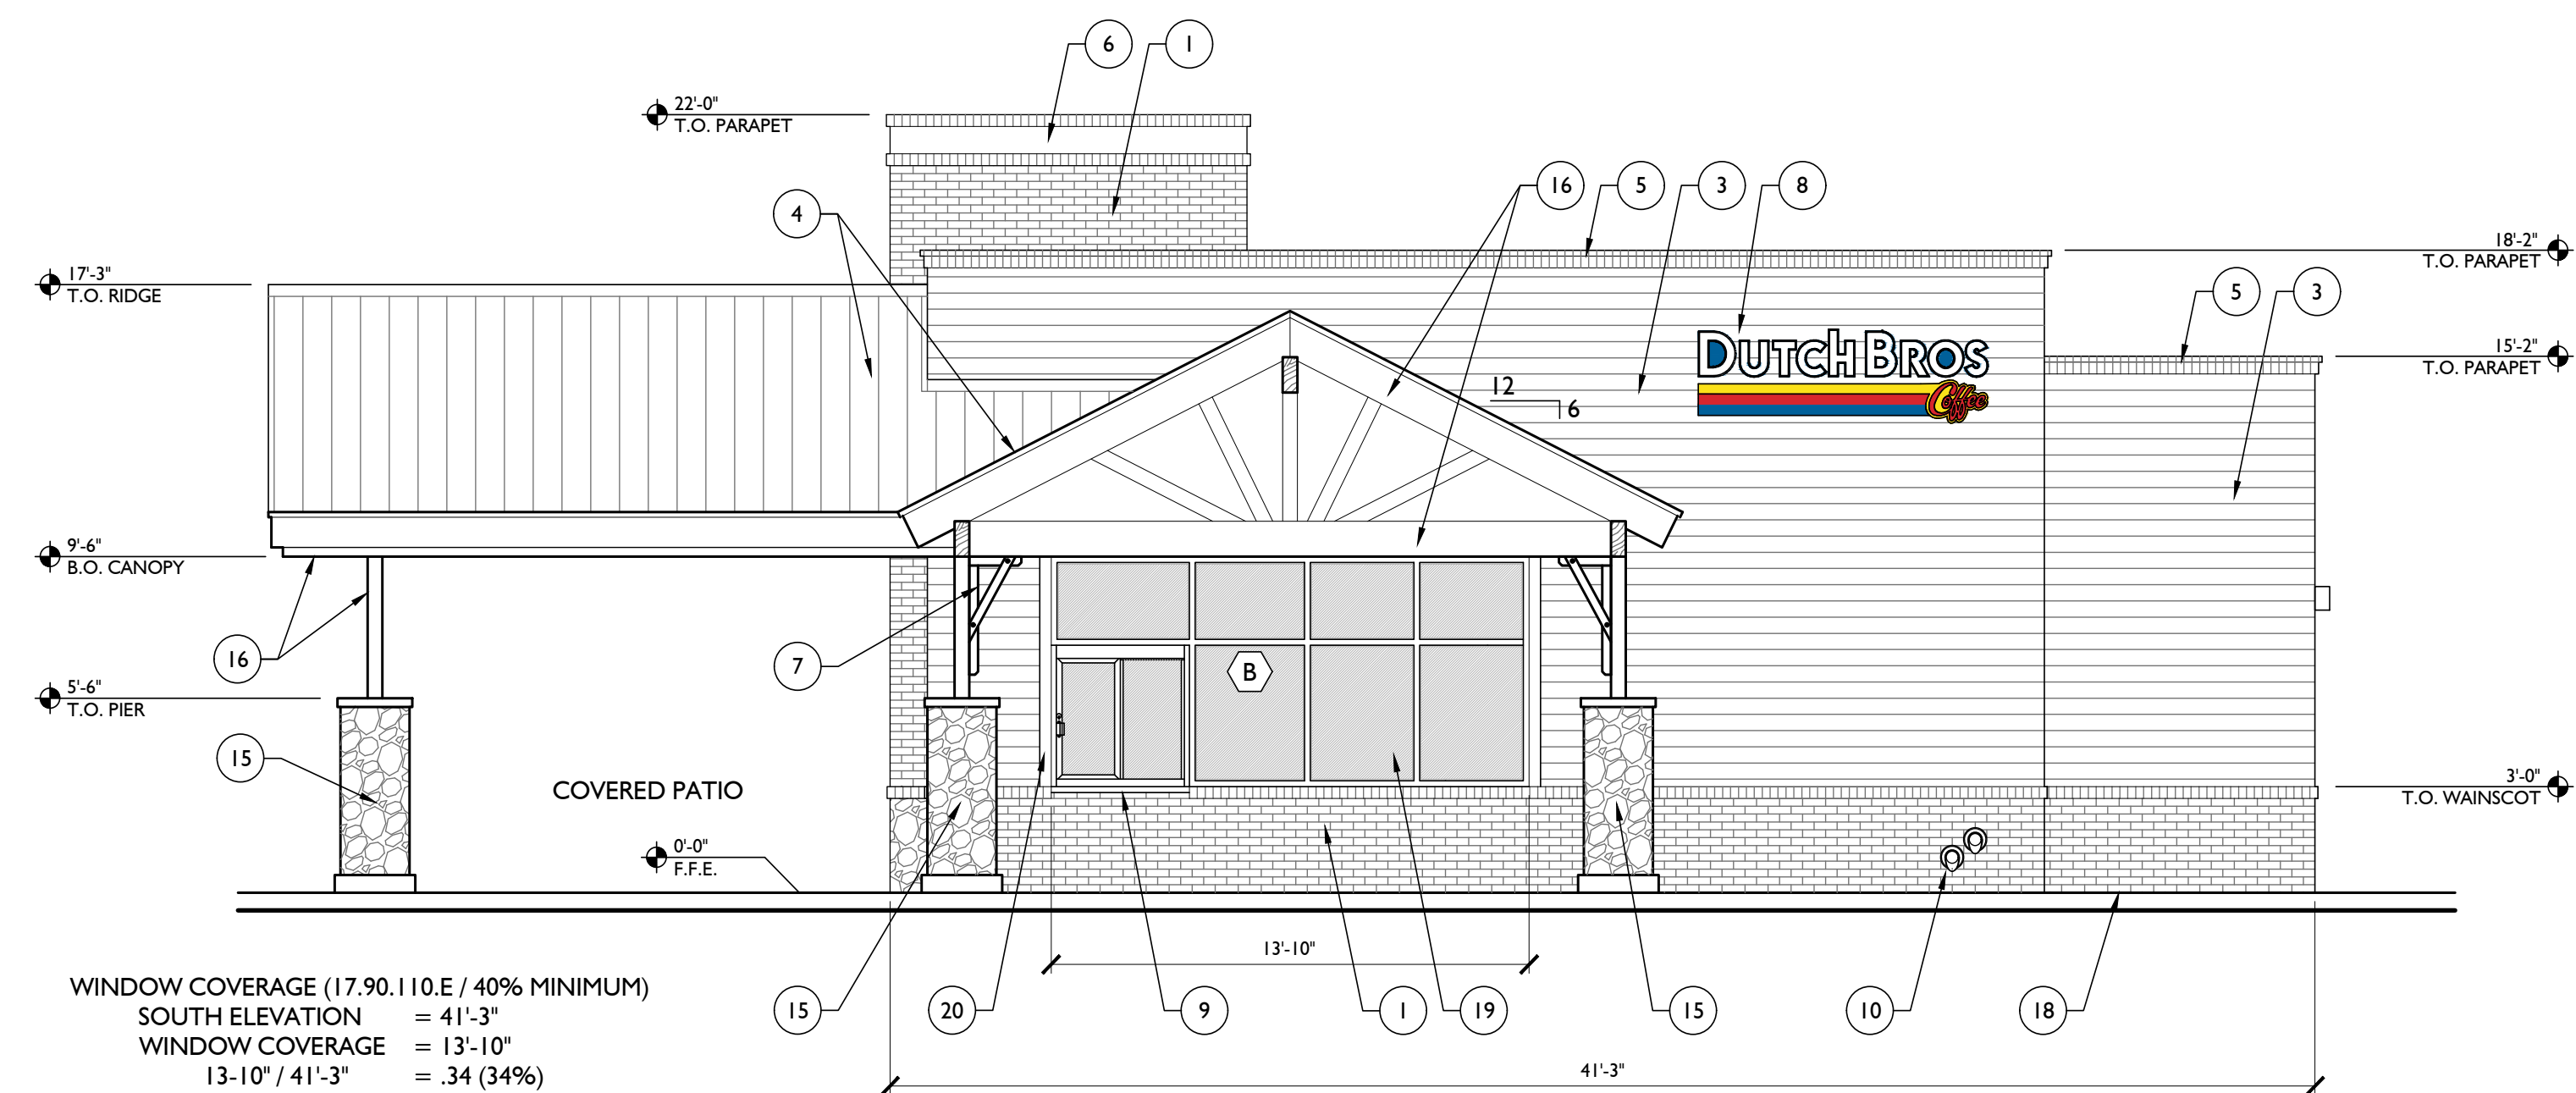 6
1
22'-0"
T.O. PARAPET
4
16
5
3
8
18'-2"
T.O. PARAPET
17'-3"
T.O. RIDGE
5
3
DUTCH BROS
Coffee
15'-2"
T.O. PARAPET
12
6
9'-6"
B.O. CANOPY
16
7
B
5'-6"
T.O. PIER
15
COVERED PATIO
3'-0"
T.O. WAINSCOT
0'-0"
F.F.E.
13'-10"
15
20
9
1
19
15
10
18
WINDOW COVERAGE (17.90.110.E / 40% MINIMUM)
SOUTH ELEVATION = 41'-3"
WINDOW COVERAGE = 13'-10"
13-10" / 41'-3" = .34 (34%)
41'-3"